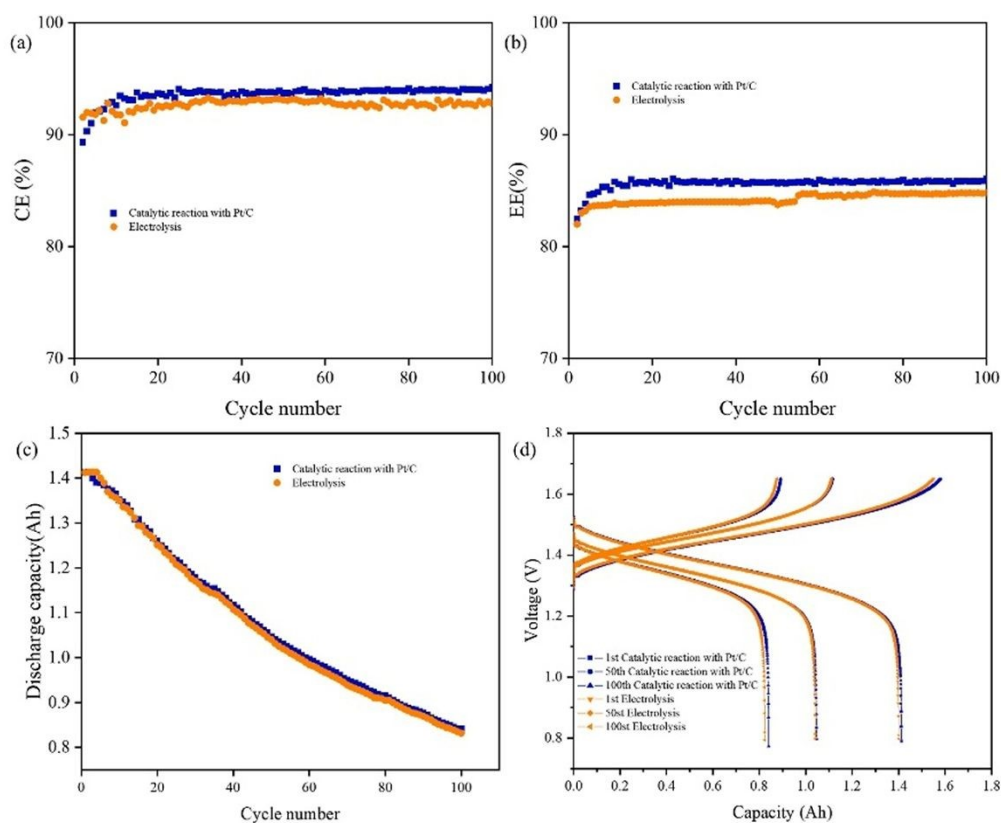 (a)
100
90
80
70
CE (%)
Catalytic reaction with Pt/C
Electrolysis
0 20 40 60 80 100
Cycle number
(b)
100
90
80
70
EE(%)
Catalytic reaction with Pt/C
Electrolysis
0 20 40 60 80 100
Cycle number
(c)
1.5
1.4
1.3
1.2
1.1
1.0
0.9
0.8
Discharge capacity(Ah)
Catalytic reaction with Pt/C
Electrolysis
0 20 40 60 80 100
Cycle number
(d)
1.8
1.6
1.4
1.2
1.0
0.8
Voltage (V)
1st Catalytic reaction with Pt/C
50th Catalytic reaction with Pt/C
100th Catalytic reaction with Pt/C
1st Electrolysis
50st Electrolysis
100st Electrolysis
0.0 0.2 0.4 0.6 0.8 1.0 1.2 1.4 1.6 1.8
Capacity (Ah)